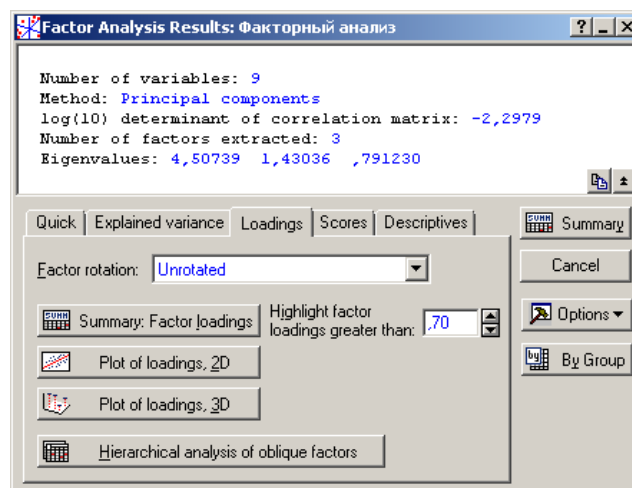 Factor Analysis Results: Факторный анализ
Number of variables: 9
Method: Principal components
log(10) determinant of correlation matrix: -2,2979
Number of factors extracted: 3
Eigenvalues: 4,50739 1,43036 ,791230
Quick Explained variance Loadings Scores Descriptives
Summary
Factor rotation: Unrotated
Cancel
Summary: Factor loadings
Highlight factor
loadings greater than: ,70
Options
Plot of loadings, 2D
By Group
Plot of loadings, 3D
Hierarchical analysis of oblique factors